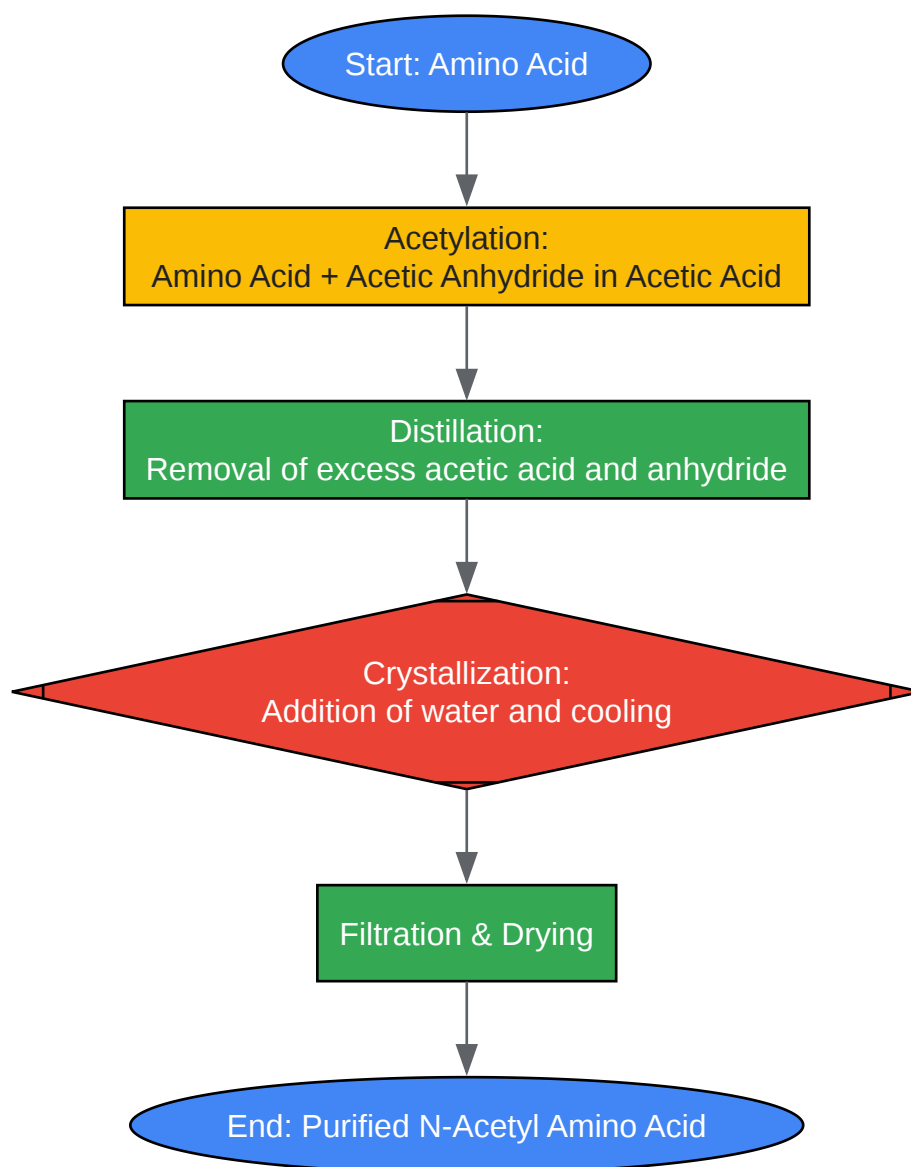 Start: Amino Acid
Acetylation:
Amino Acid + Acetic Anhydride in Acetic Acid
Distillation:
Removal of excess acetic acid and anhydride
Crystallization:
Addition of water and cooling
Filtration & Drying
End: Purified N-Acetyl Amino Acid